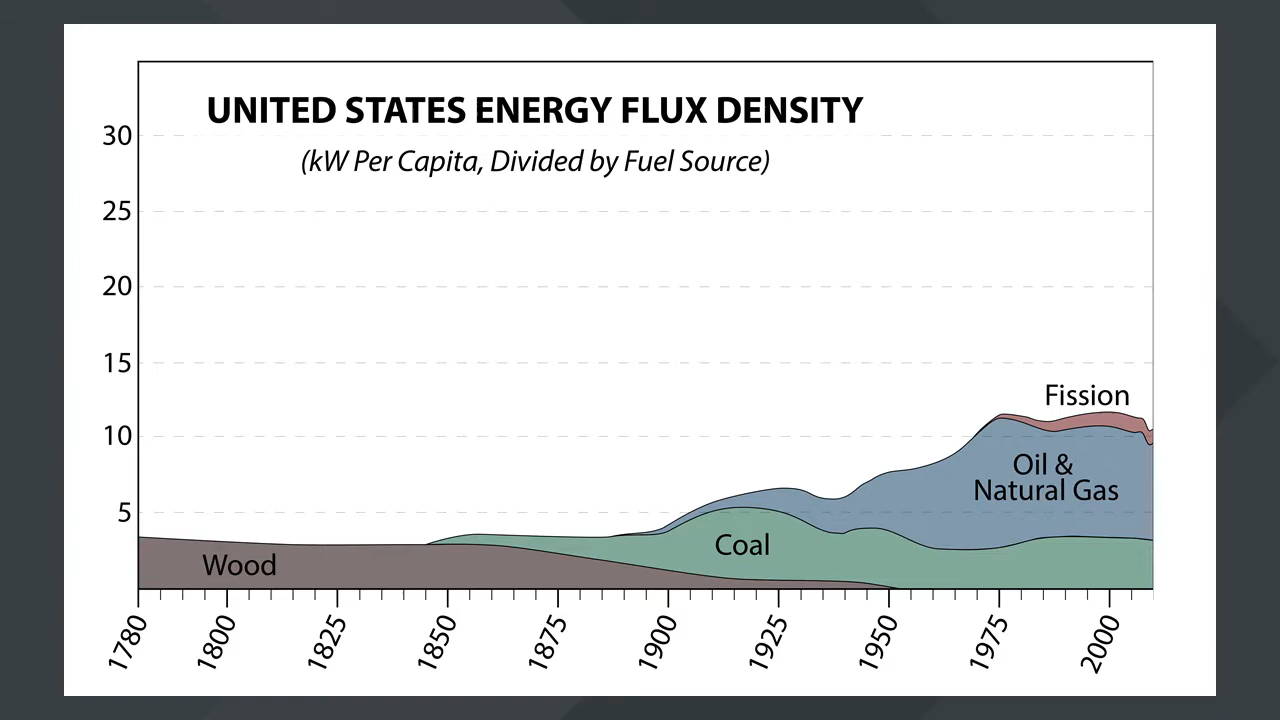 UNITED STATES ENERGY FLUX DENSITY
(kW Per Capita, Divided by Fuel Source)
30
25
20
15
10
5
Fission
Oil &
Natural Gas
Coal
Wood
1780
1800
1825
1850
1875
1900
1925
1950
1975
2000